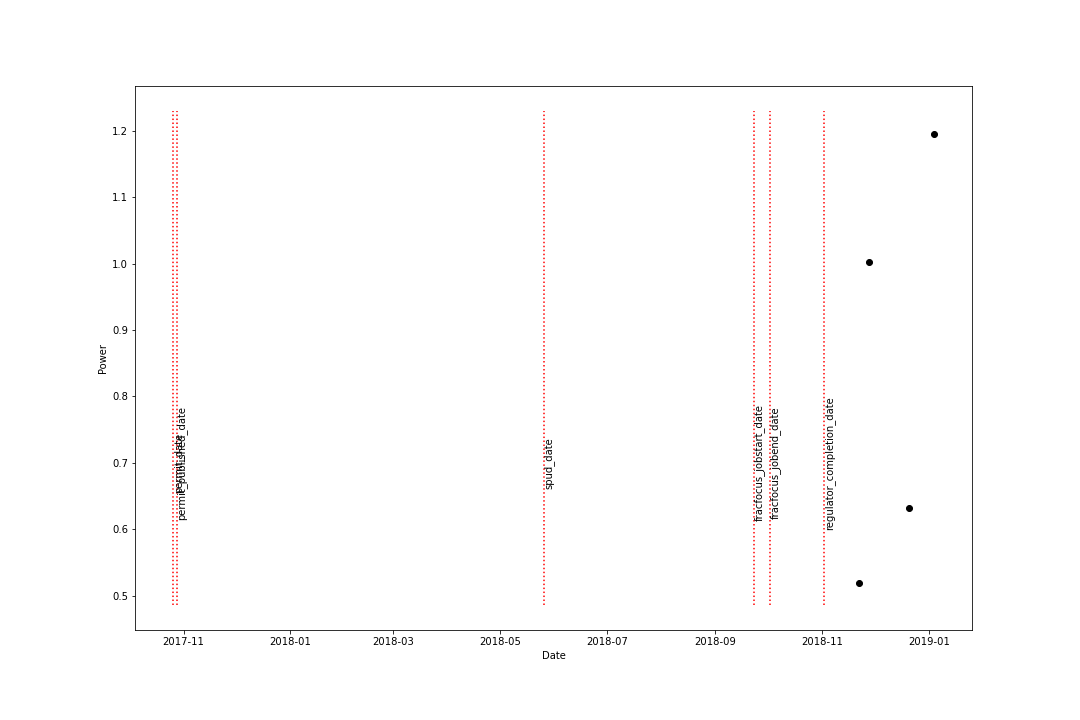 1.2
1.1
1.0
0.9
0.8
0.7
0.6
0.5
Power
permit_date
permit_published_date
spud_date
fracfocus_jobstart_date
fracfocus_jobend_date
regulator_completion_date
2017-11
2018-01
2018-03
2018-05
2018-07
2018-09
2018-11
2019-01
Date